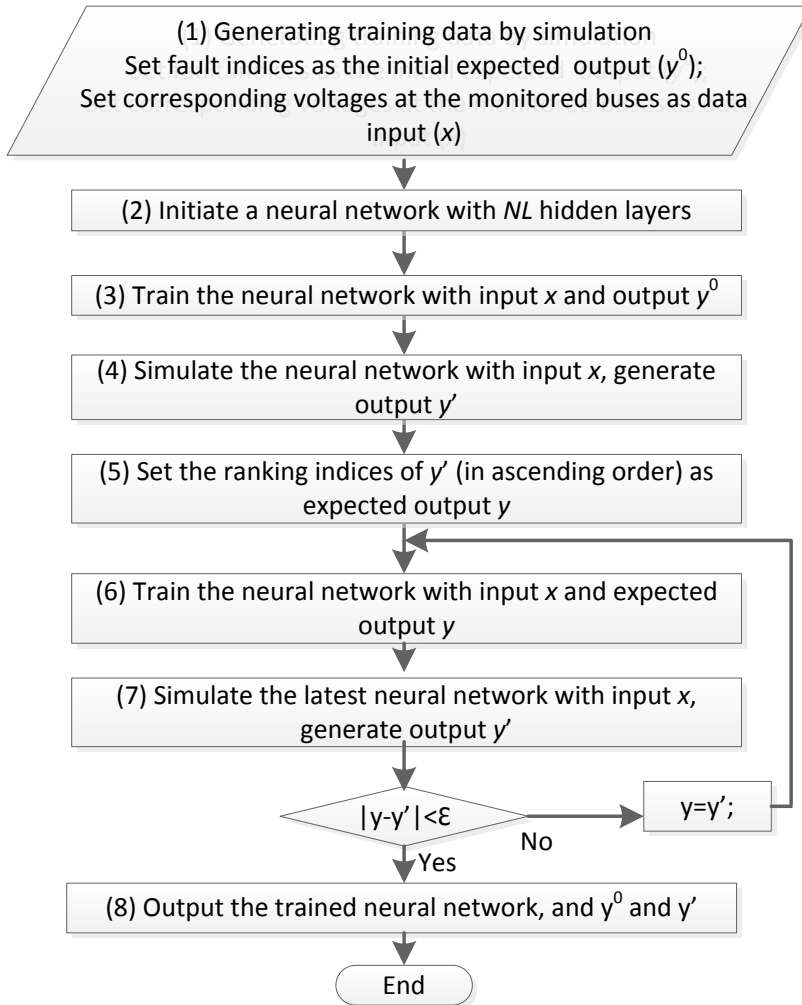 (1) Generating training data by simulation
Set fault indices as the initial expected output (y⁰);
Set corresponding voltages at the monitored buses as data
input (x)
(2) Initiate a neural network with NL hidden layers
(3) Train the neural network with input x and output y⁰
(4) Simulate the neural network with input x, generate
output y’
(5) Set the ranking indices of y’ (in ascending order) as
expected output y
(6) Train the neural network with input x and expected
output y
(7) Simulate the latest neural network with input x,
generate output y’
|y-y’|<Ɛ
No
y=y’;
Yes
(8) Output the trained neural network, and y⁰ and y’
End